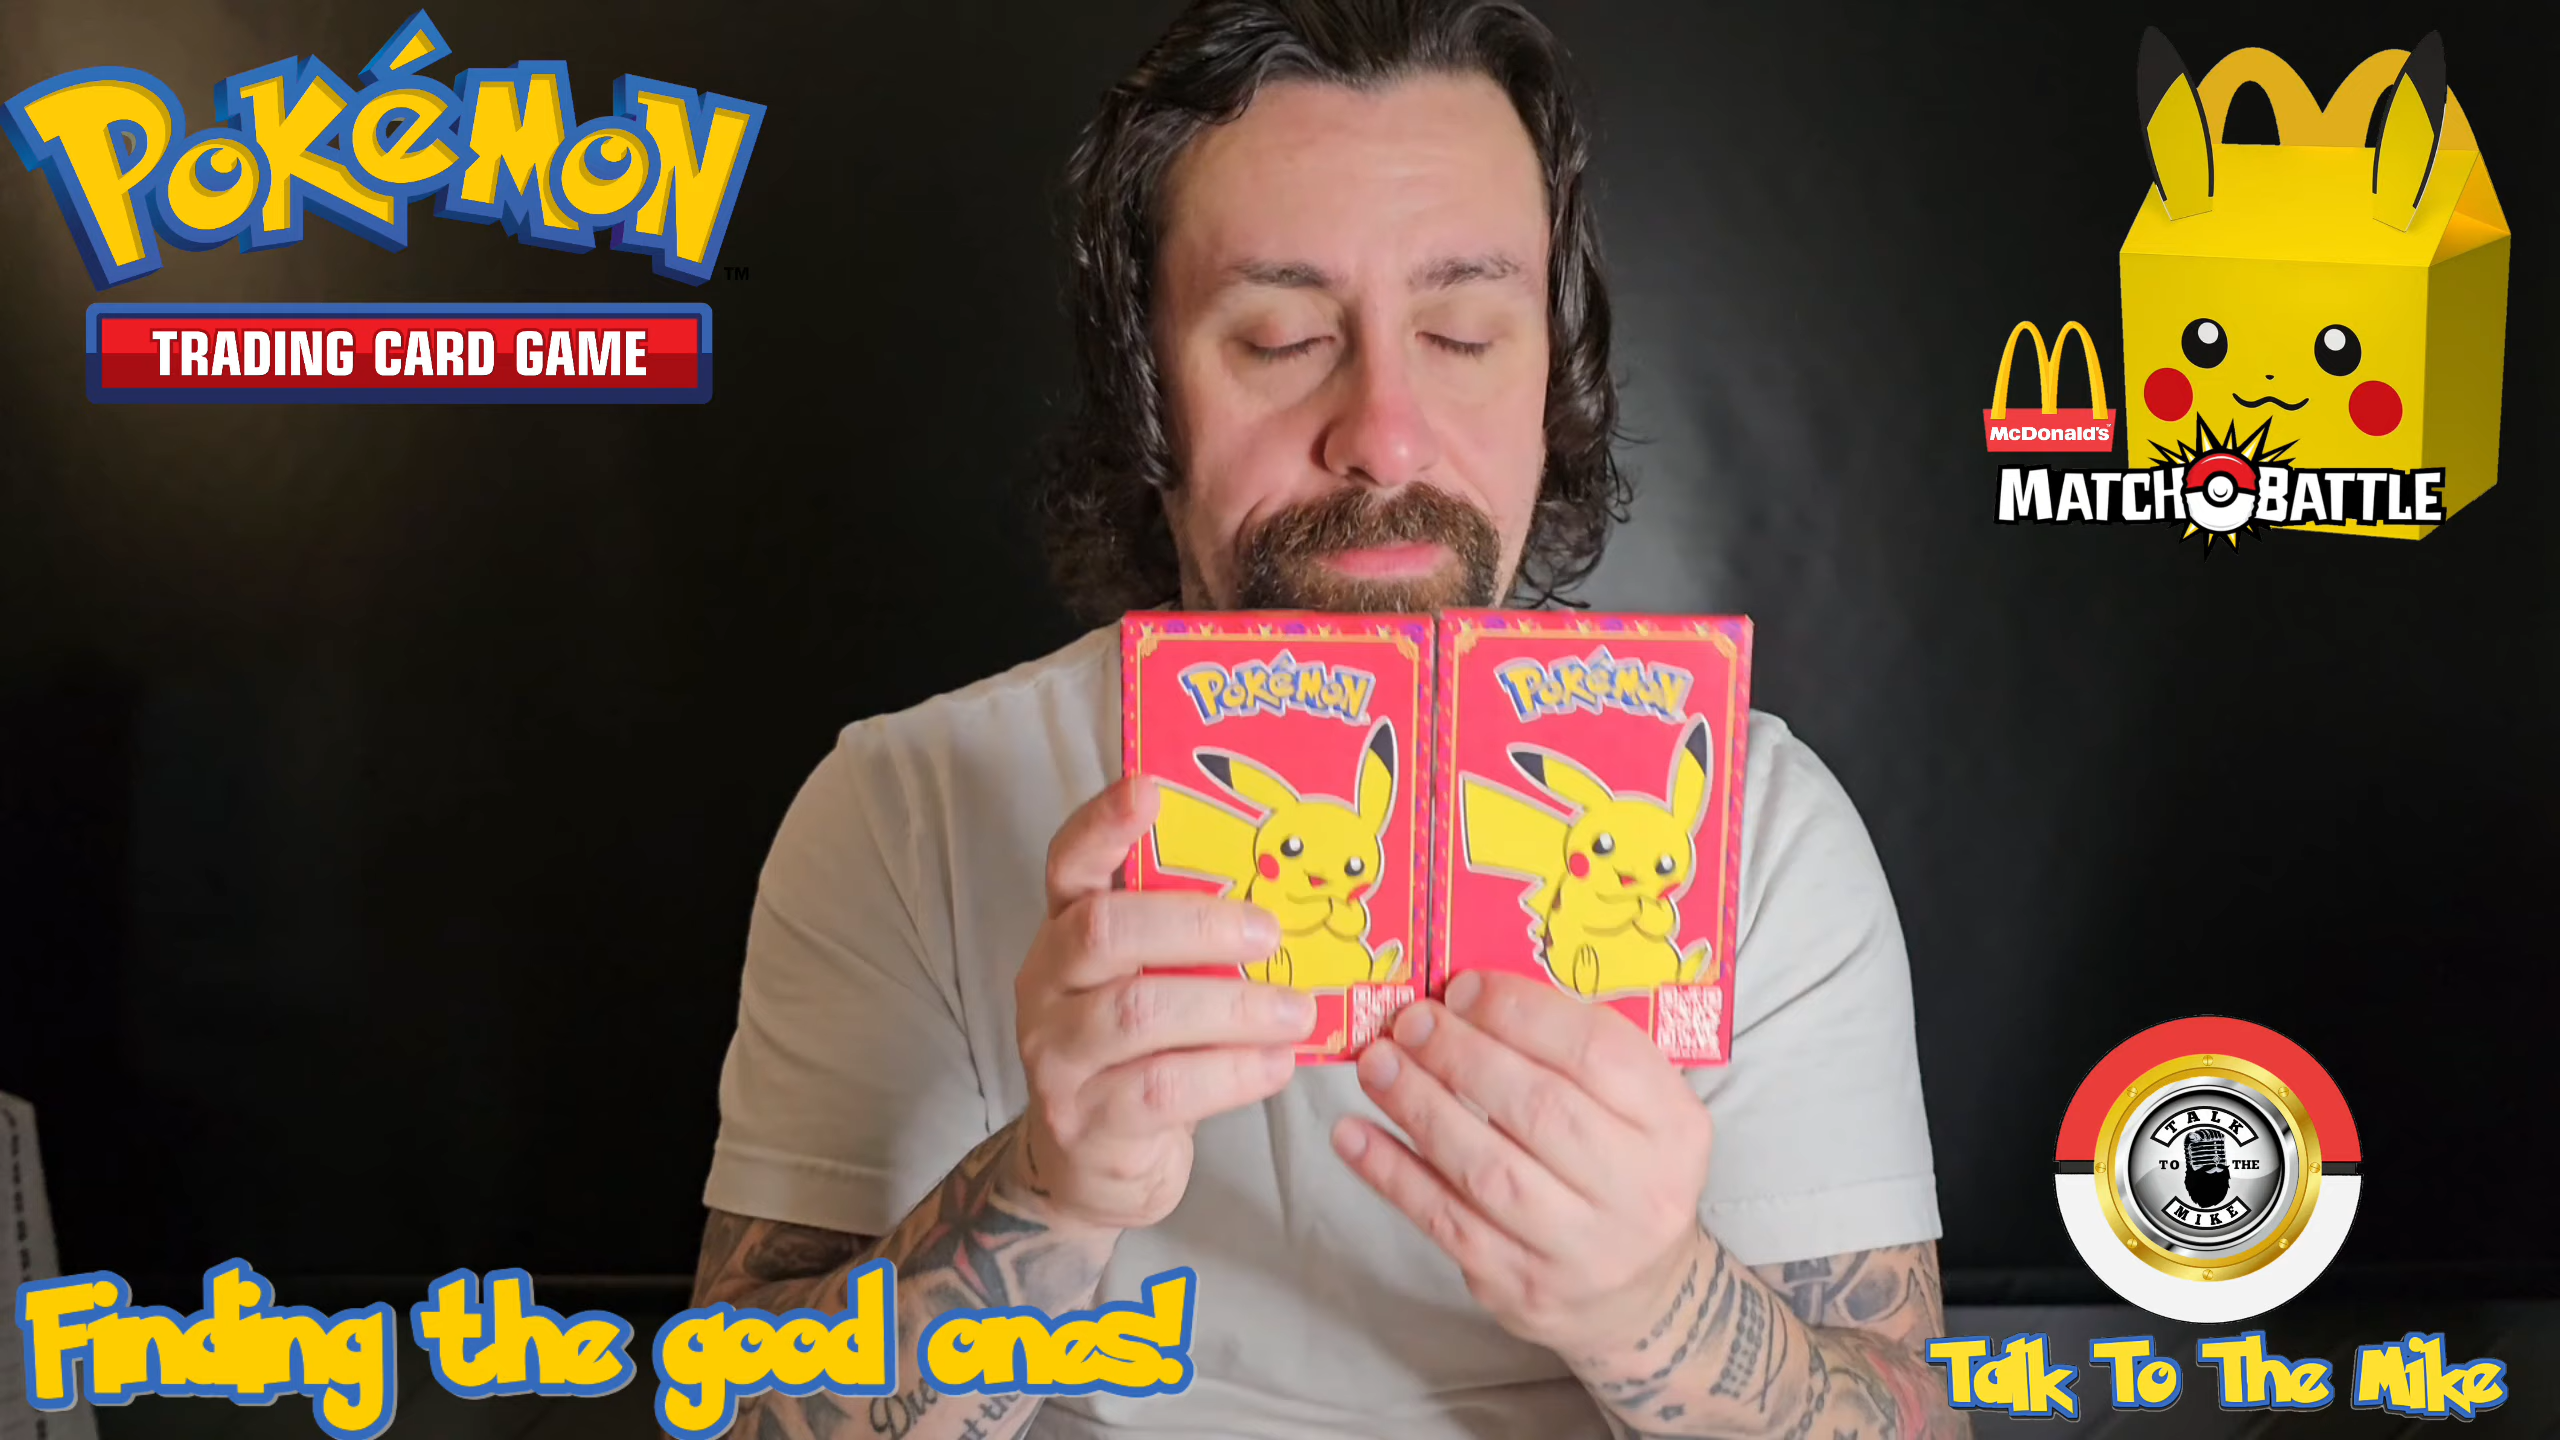 POKéMON
TM
TRADING CARD GAME
McDonald's
MATCH BATTLE
POKéMON
POKéMON
TALK
TO THE
MIKE
Finding the good ones!
Talk To The Mike